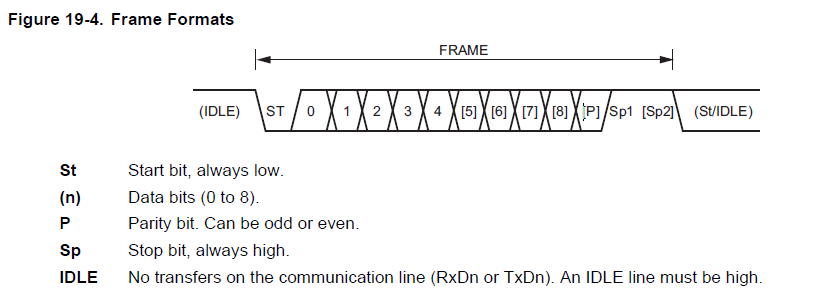 Figure 19-4. Frame Formats
FRAME
(IDLE) ST 0 1 2 3 4 [5] [6] [7] [8] [P] Sp1 [Sp2] (St/IDLE)
St Start bit, always low.
(n) Data bits (0 to 8).
P Parity bit. Can be odd or even.
Sp Stop bit, always high.
IDLE No transfers on the communication line (RxDn or TxDn). An IDLE line must be high.